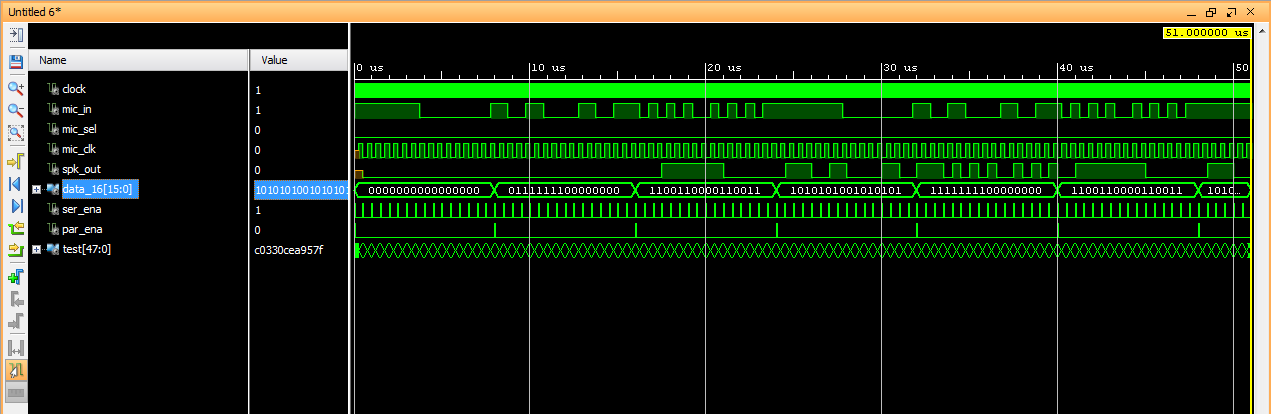 Untitled 6*
51.000000 us
Name Value
0 us 10 us 20 us 30 us 40 us 50
clock 1
mic_in 1
mic_sel 0
mic_clk 0
spk_out 0
data_16[15:0] 1010101001010101 0000000000000000 0111111100000000 1100110000110011 1010101001010101 1111111100000000 1100110000110011 1010...
ser_ena 1
par_ena 0
test[47:0] c0330cea957f